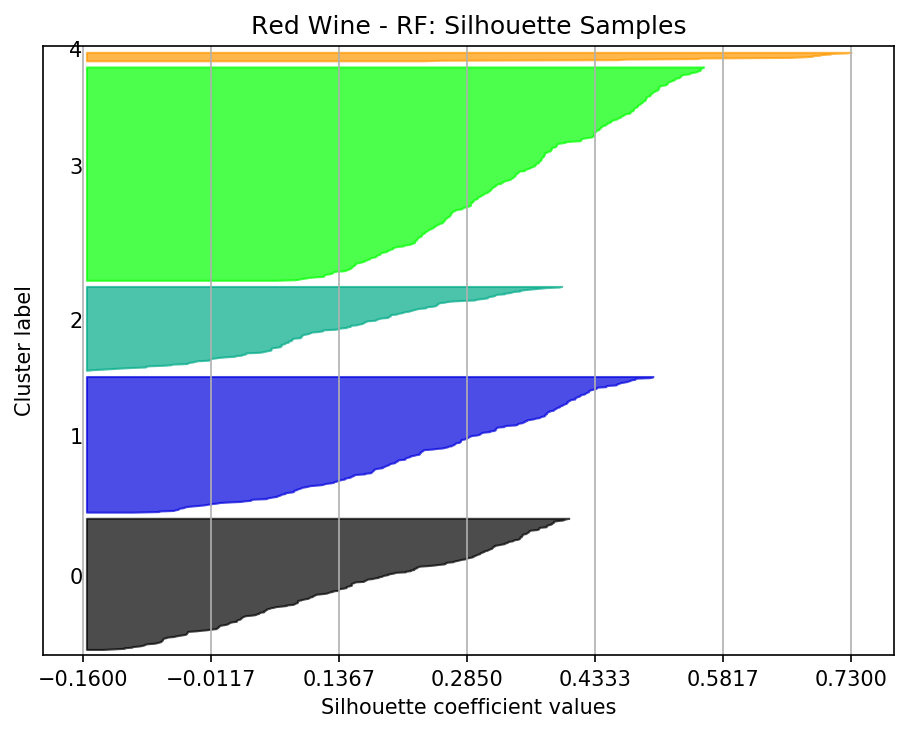 Red Wine - RF: Silhouette Samples
4
3
2
1
0
Cluster label
−0.1600 −0.0117 0.1367 0.2850 0.4333 0.5817 0.7300
Silhouette coefficient values